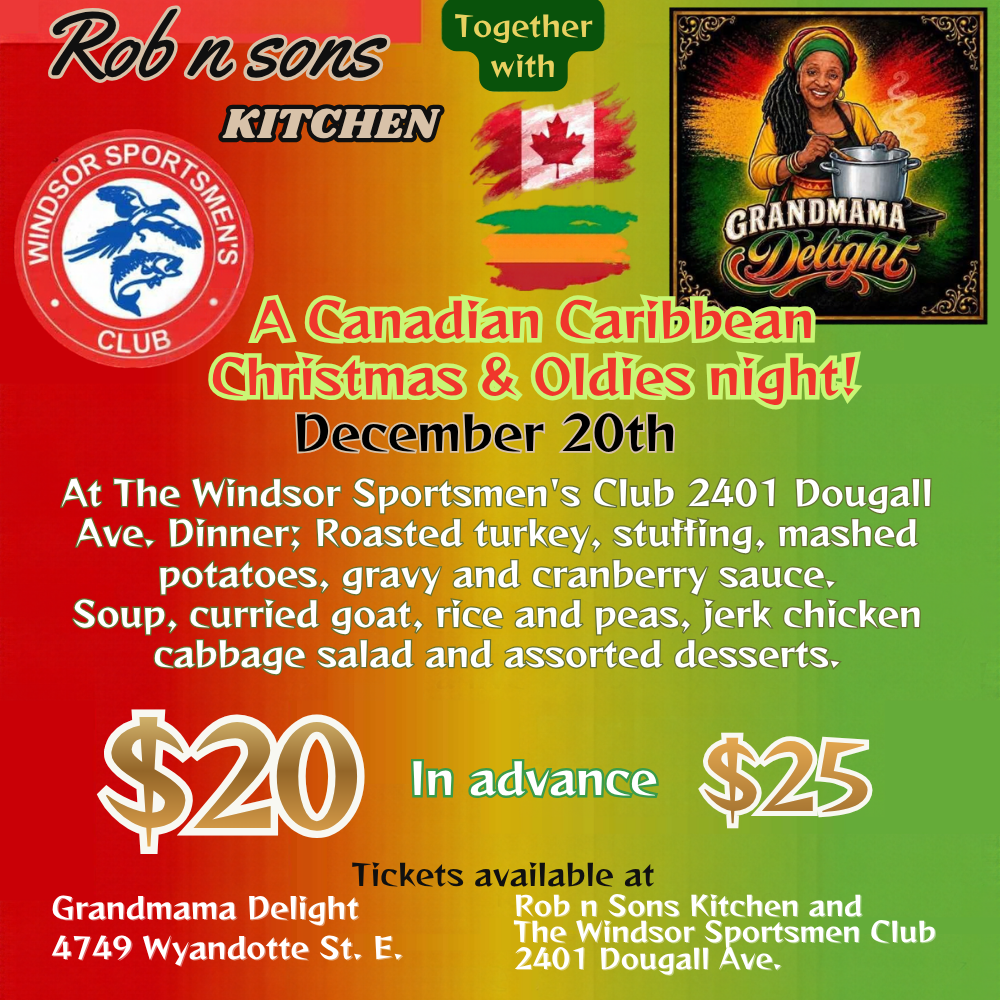 Rob n sons
KITCHEN
Together
with
WINDSOR SPORTSMEN'S
CLUB
GRANDMAMA
Delight
A Canadian Caribbean
Christmas & Oldies night!
December 20th
At The Windsor Sportsmen's Club 2401 Dougall
Ave. Dinner; Roasted turkey, stuffing, mashed
potatoes, gravy and cranberry sauce.
Soup, curried goat, rice and peas, jerk chicken
cabbage salad and assorted desserts.
$20 In advance $25
Tickets available at
Grandmama Delight
4749 Wyandotte St. E.
Rob n Sons Kitchen and
The Windsor Sportsmen Club
2401 Dougall Ave.